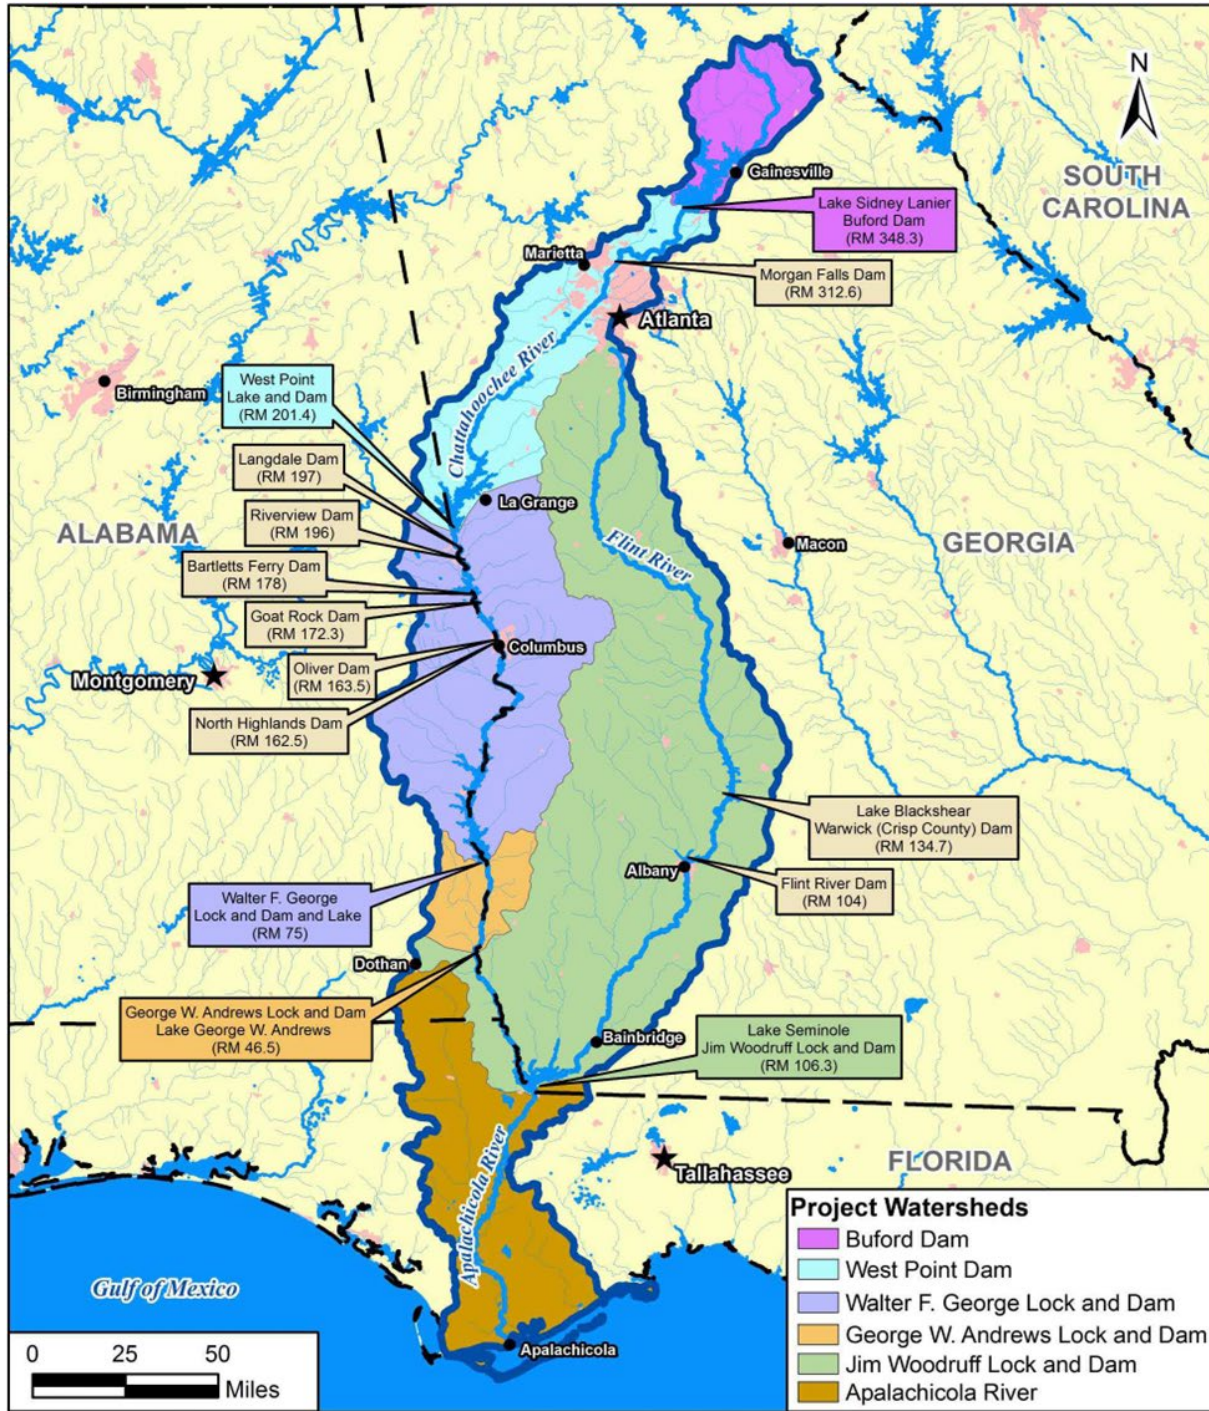 N
SOUTH
CAROLINA
Gainesville
Lake Sidney Lanier
Buford Dam
(RM 348.3)
Marietta
Morgan Falls Dam
(RM 312.6)
Atlanta
Chattahoochee River
Birmingham
West Point
Lake and Dam
(RM 201.4)
Langdale Dam
(RM 197)
La Grange
Riverview Dam
(RM 196)
ALABAMA
Flint River
Macon
GEORGIA
Bartletts Ferry Dam
(RM 178)
Goat Rock Dam
(RM 172.3)
Columbus
Oliver Dam
(RM 163.5)
Montgomery
North Highlands Dam
(RM 162.5)
Lake Blackshear
Warwick (Crisp County) Dam
(RM 134.7)
Albany
Flint River Dam
(RM 104)
Walter F. George
Lock and Dam and Lake
(RM 75)
Dothan
George W. Andrews Lock and Dam
Lake George W. Andrews
(RM 46.5)
Bainbridge
Lake Seminole
Jim Woodruff Lock and Dam
(RM 106.3)
Apalachicola River
Tallahassee
FLORIDA
Gulf of Mexico
Apalachicola
0 25 50
Miles
Project Watersheds
Buford Dam
West Point Dam
Walter F. George Lock and Dam
George W. Andrews Lock and Dam
Jim Woodruff Lock and Dam
Apalachicola River